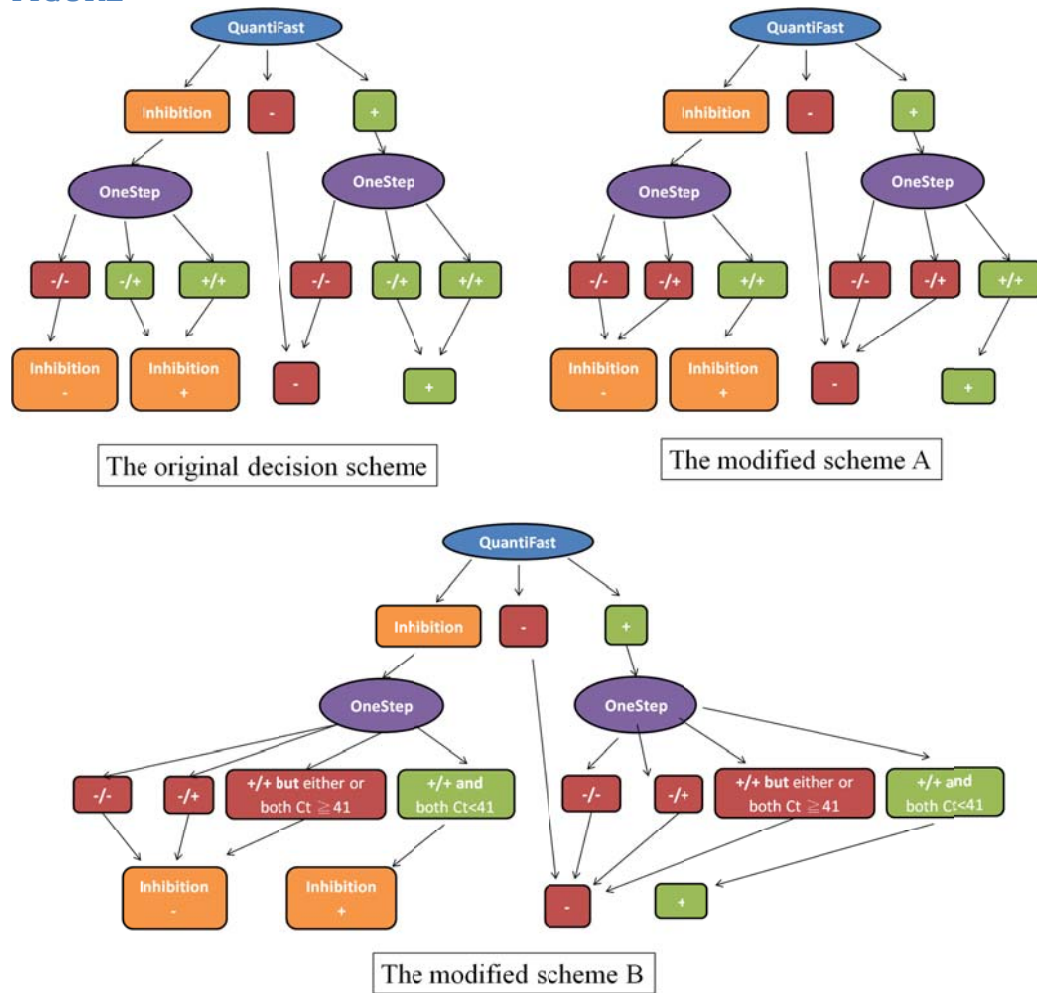 QuantiFast
QuantiFast
Inhibition
-
+
Inhibition
-
+
OneStep
OneStep
OneStep
OneStep
-/-
-/+
+/+
-/-
-/+
+/+
-/-
-/+
+/+
-/-
-/+
+/+
Inhibition
-
Inhibition
+
-
+
Inhibition
-
Inhibition
+
-
+
The original decision scheme
The modified scheme A
QuantiFast
Inhibition
-
+
OneStep
OneStep
-/-
-/+
+/+ but either or
both Ct ≧ 41
+/+ and
both Ct<41
-/-
-/+
+/+ but either or
both Ct ≧ 41
+/+ and
both Ct<41
Inhibition
-
Inhibition
+
-
+
The modified scheme B